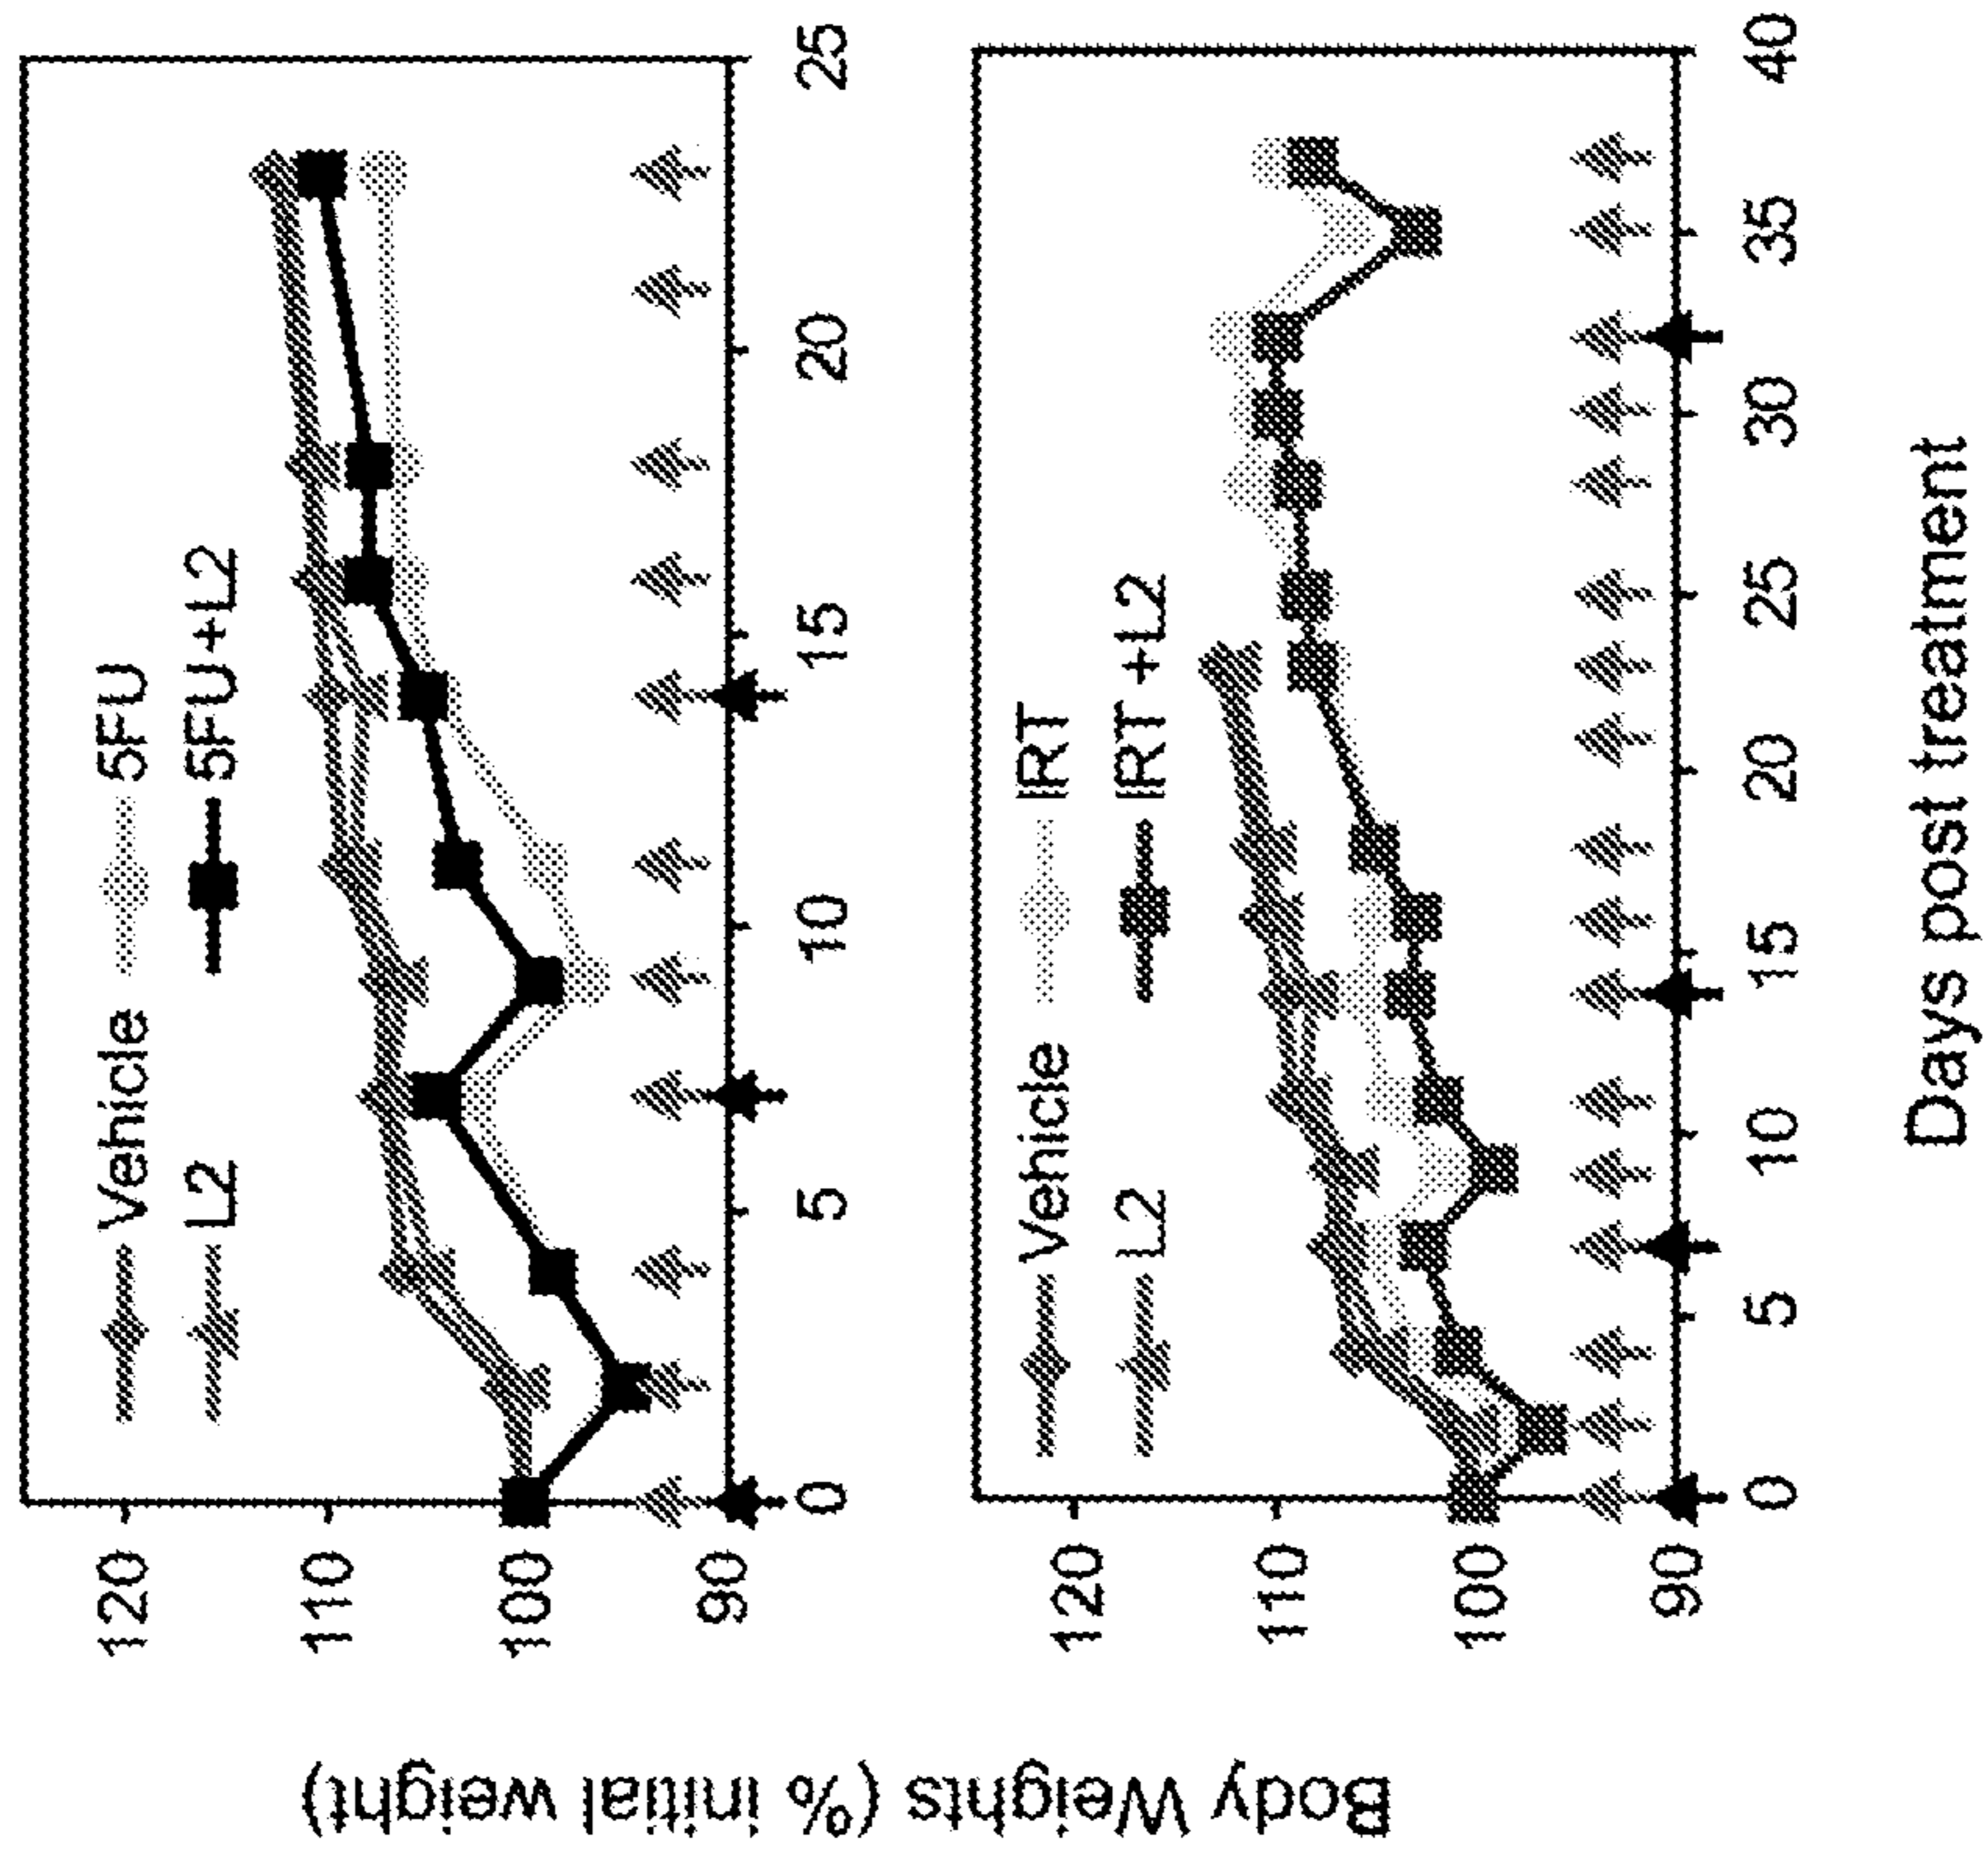 Vehicle 5FU
L2 5FU+L2
120
110
100
90
0 5 10 15 20 25
Vehicle IRT
L2 IRT +L2
120
110
100
90
0 5 10 15 20 25 30 35 40
Body Weights (% initial weight)
Days post treatment